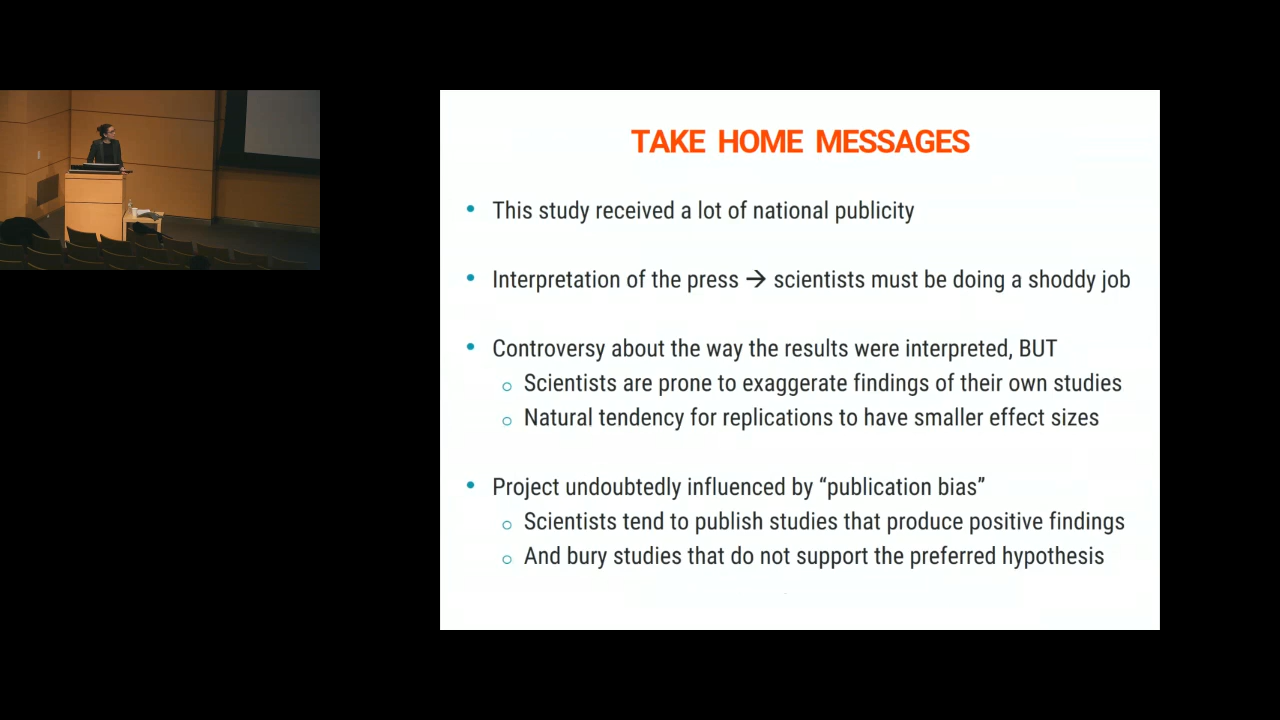 TAKE HOME MESSAGES
• This study received a lot of national publicity
• Interpretation of the press → scientists must be doing a shoddy job
• Controversy about the way the results were interpreted, BUT
o Scientists are prone to exaggerate findings of their own studies
o Natural tendency for replications to have smaller effect sizes
• Project undoubtedly influenced by “publication bias”
o Scientists tend to publish studies that produce positive findings
o And bury studies that do not support the preferred hypothesis